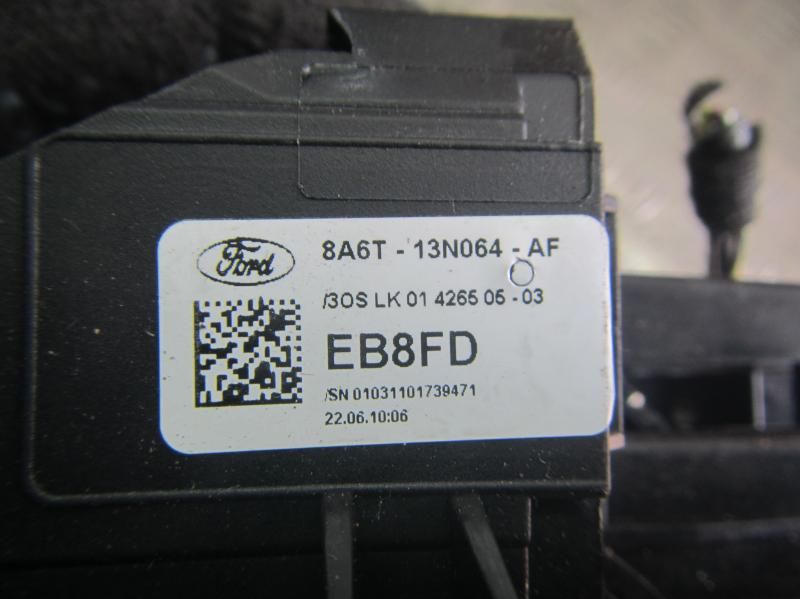 Ford
8A6T - 13N064 - AF
/3OS LK 01 4265 05 - 03
EB8FD
/SN 01031101739471
22.06.10:06